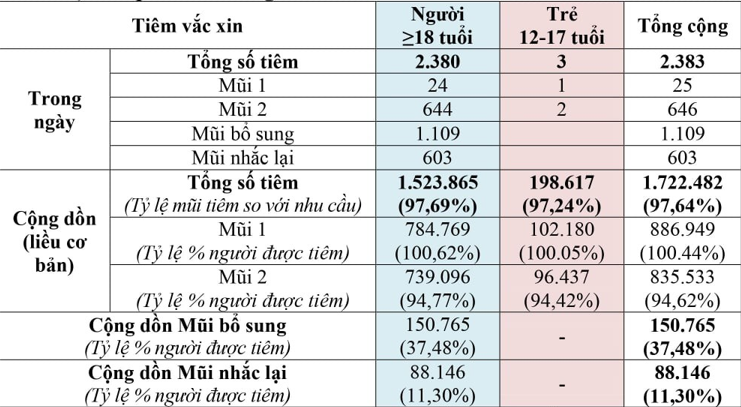 Tiêm vắc xin Người ≥18 tuổi Trẻ 12-17 tuổi Tổng cộng
Trong ngày
Tổng số tiêm 2.380 3 2.383
Mũi 1 24 1 25
Mũi 2 644 2 646
Mũi bổ sung 1.109 1.109
Mũi nhắc lại 603 603
Cộng dồn (liều cơ bản)
Tổng số tiêm 1.523.865 198.617 1.722.482
(Tỷ lệ mũi tiêm so với nhu cầu) (97,69%) (97,24%) (97,64%)
Mũi 1 784.769 102.180 886.949
(Tỷ lệ % người được tiêm) (100,62%) (100.05%) (100.44%)
Mũi 2 739.096 96.437 835.533
(Tỷ lệ % người được tiêm) (94,77%) (94,42%) (94,62%)
Cộng dồn Mũi bổ sung 150.765 - 150.765
(Tỷ lệ % người được tiêm) (37,48%) (37,48%)
Cộng dồn Mũi nhắc lại 88.146 - 88.146
(Tỷ lệ % người được tiêm) (11,30%) (11,30%)